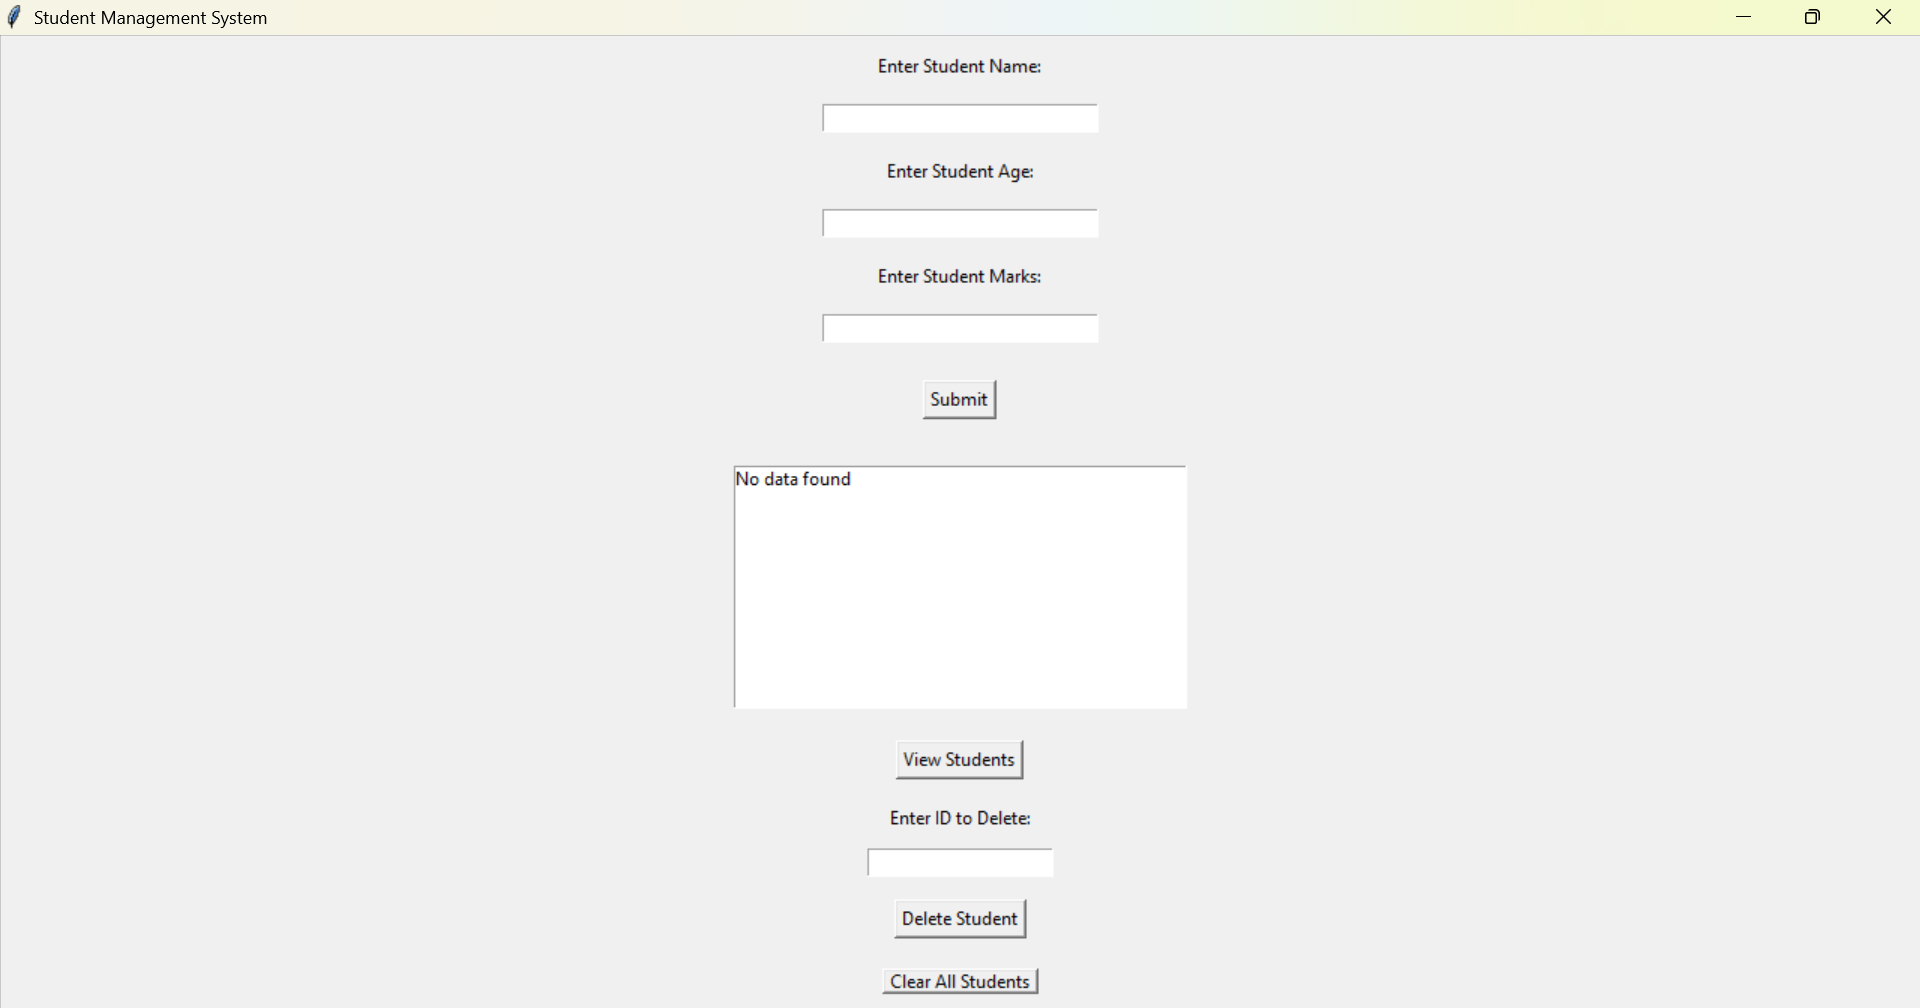 Student Management System
Enter Student Name:
Enter Student Age:
Enter Student Marks:
Submit
No data found
View Students
Enter ID to Delete:
Delete Student
Clear All Students